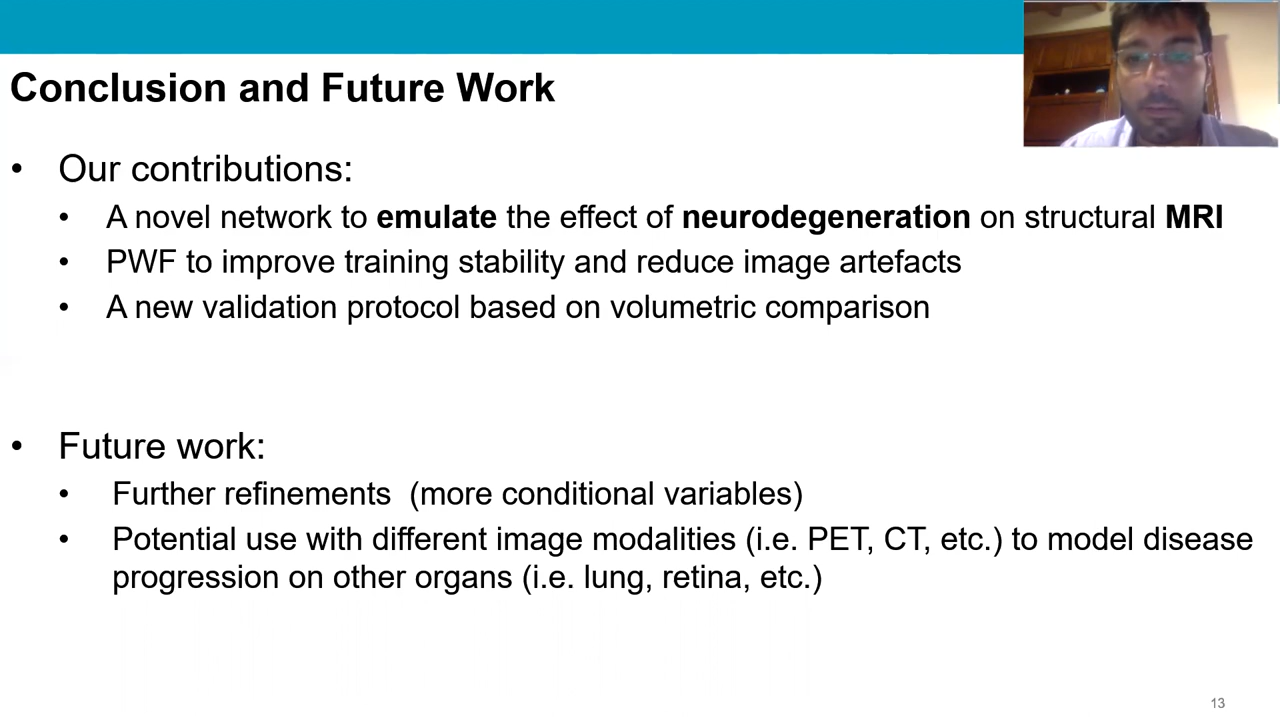 Conclusion and Future Work
• Our contributions:
• A novel network to emulate the effect of neurodegeneration on structural MRI
• PWF to improve training stability and reduce image artefacts
• A new validation protocol based on volumetric comparison
• Future work:
• Further refinements (more conditional variables)
• Potential use with different image modalities (i.e. PET, CT, etc.) to model disease
progression on other organs (i.e. lung, retina, etc.)
13